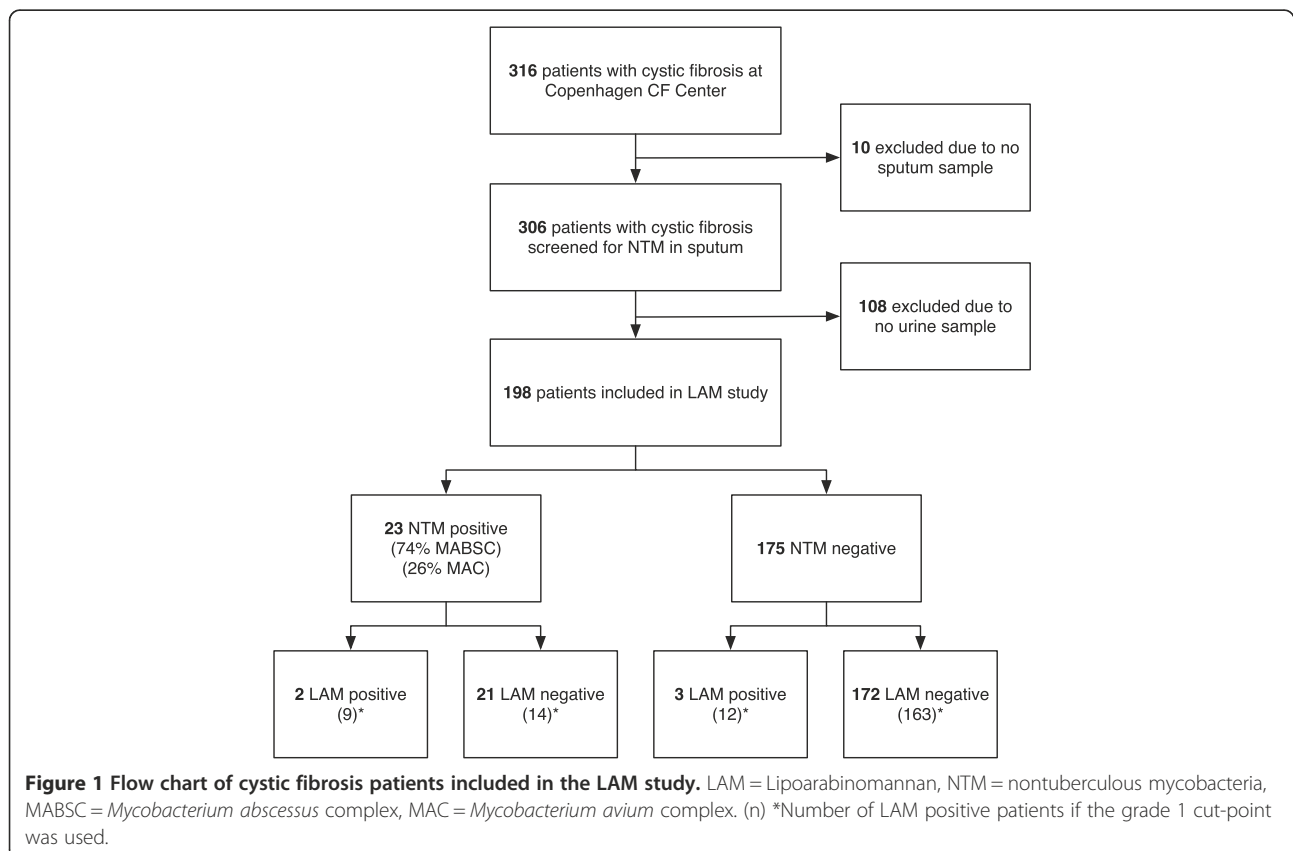 316 patients with cystic fibrosis at
Copenhagen CF Center
10 excluded due to no
sputum sample
306 patients with cystic fibrosis
screened for NTM in sputum
108 excluded due to
no urine sample
198 patients included in LAM study
23 NTM positive
(74% MABSC)
(26% MAC)
175 NTM negative
2 LAM positive
(9)*
21 LAM negative
(14)*
3 LAM positive
(12)*
172 LAM negative
(163)*
Figure 1 Flow chart of cystic fibrosis patients included in the LAM study. LAM = Lipoarabinomannan, NTM = nontuberculous mycobacteria,
MABSC = Mycobacterium abscessus complex, MAC = Mycobacterium avium complex. (n) *Number of LAM positive patients if the grade 1 cut-point
was used.